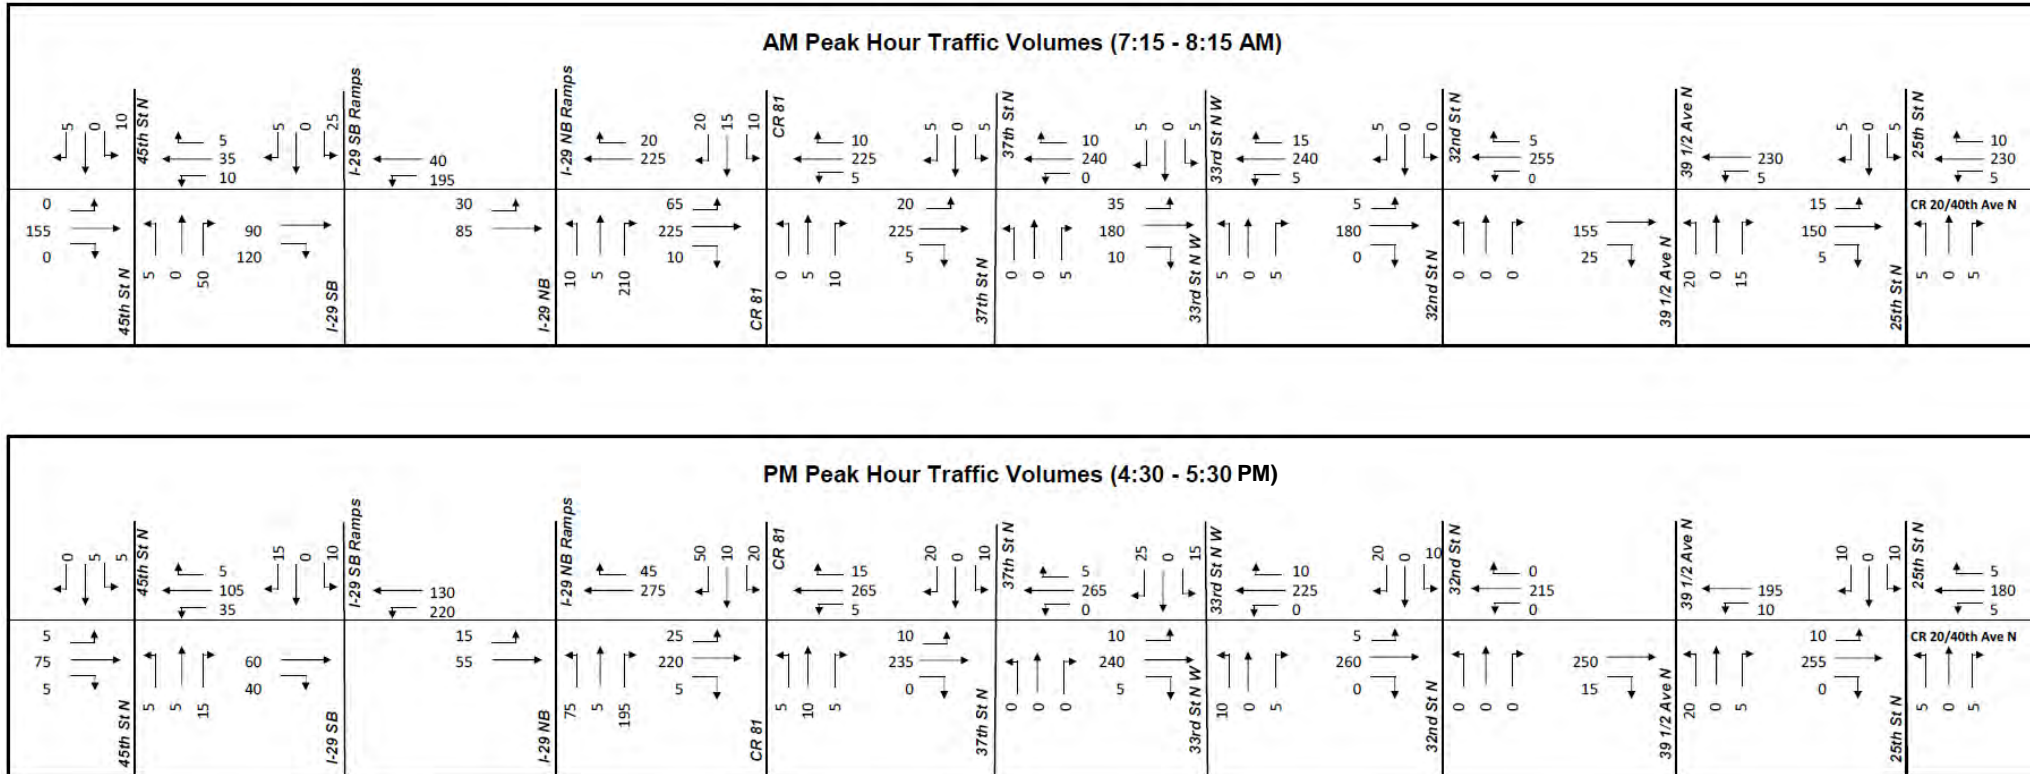 AM Peak Hour Traffic Volumes (7:15 - 8:15 AM)
5 0 10
45th St N
5
35
10
5 0 25
I-29 SB Ramps
40
195
I-29 NB Ramps
20
225
20 15 10
CR 81
10
225
5
5 0 5
37th St N
10
240
0
5 0 5
33rd St N W
15
240
5
5 0 0
32nd St N
5
255
0
39 1/2 Ave N
230
5
5 0 5
25th St N
10
230
5
0
155
0
45th St N
5 0 50
90
120
I-29 SB
30
85
I-29 NB
10 5 210
65
225
10
CR 81
0 5 10
20
225
5
37th St N
0 0 5
35
180
10
33rd St N W
5 0 5
5
180
0
32nd St N
0 0 0
155
25
39 1/2 Ave N
20 0 15
15
150
5
25th St N
CR 20/40th Ave N
5 0 5
PM Peak Hour Traffic Volumes (4:30 - 5:30 PM)
0 5 5
45th St N
5
105
35
15 0 10
I-29 SB Ramps
130
220
I-29 NB Ramps
45
275
50 10 20
CR 81
15
265
5
20 0 10
37th St N
5
265
0
25 0 15
33rd St N W
10
225
0
20 0 10
32nd St N
0
215
0
39 1/2 Ave N
195
10
10 0 10
25th St N
5
180
5
5
75
5
45th St N
5 5 15
60
40
I-29 SB
15
55
I-29 NB
75 5 195
25
220
5
CR 81
5 10 5
10
235
0
37th St N
0 0 0
10
240
5
33rd St N W
10 0 5
5
260
0
32nd St N
0 0 0
250
15
39 1/2 Ave N
20 0 5
10
255
0
25th St N
CR 20/40th Ave N
5 0 5